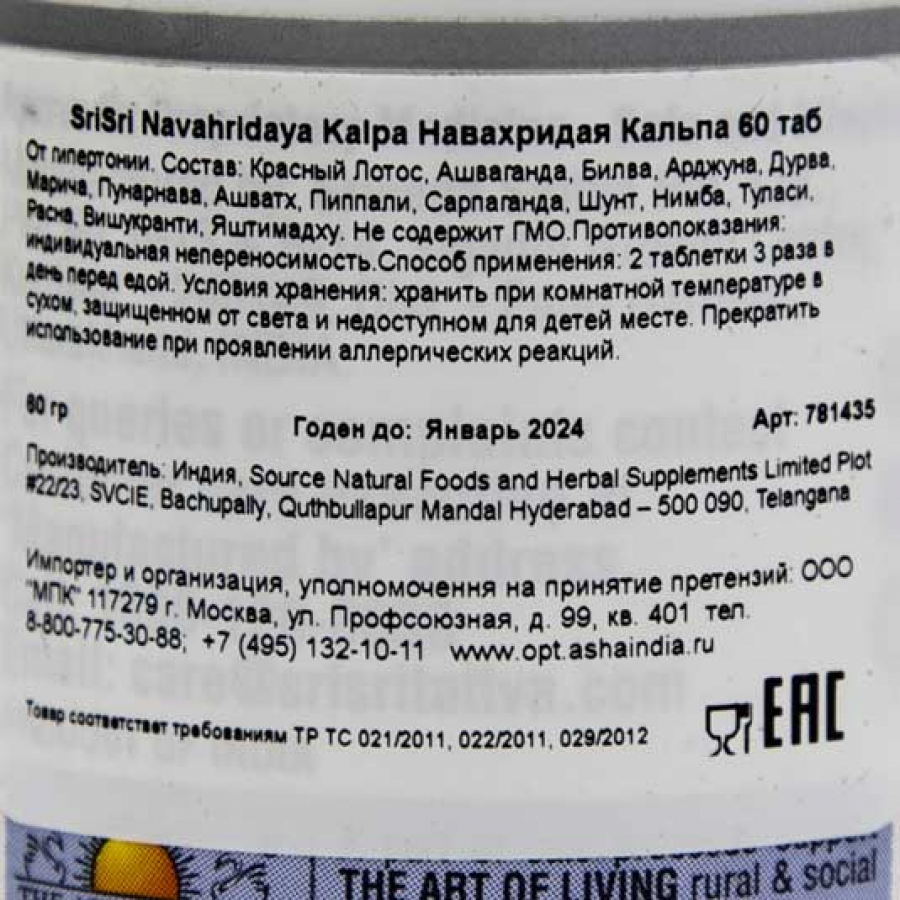 SriSri Navahridaya Kalpa Навахридая Кальпа 60 таб
От гипертонии. Состав: Красный Лотос, Ашваганда, Билва, Арджуна, Дурва,
Марича, Пунарнава, Ашватх, Пиппали, Сарпаганда, Шунт, Нимба, Туласи,
Расна, Вишукранти, Яштимадху. Не содержит ГМО.Противопоказания:
индивидуальная непереносимость.Способ применения: 2 таблетки 3 раза в
день перед едой. Условия хранения: хранить при комнатной температуре в
сухом, защищенном от света и недоступном для детей месте. Прекратить
использование при проявлении аллергических реакций.
60 гр
Годен до: Январь 2024
Арт: 781435
Производитель: Индия, Source Natural Foods and Herbal Supplements Limited Plot
#22/23, SVCIE, Bachupally, Quthbullapur Mandal Hyderabad – 500 090, Telangana
Импортер и организация, уполномочена на принятие претензий: ООО
"МПК" 117279 г. Москва, ул. Профсоюзная, д. 99, кв. 401 тел.
8-800-775-30-88; +7 (495) 132-10-11 www.opt.ashaindia.ru
Товар соответствает требованиям ТР ТС 021/2011, 022/2011, 029/2012
EAC
THE ART OF LIVING rural & social